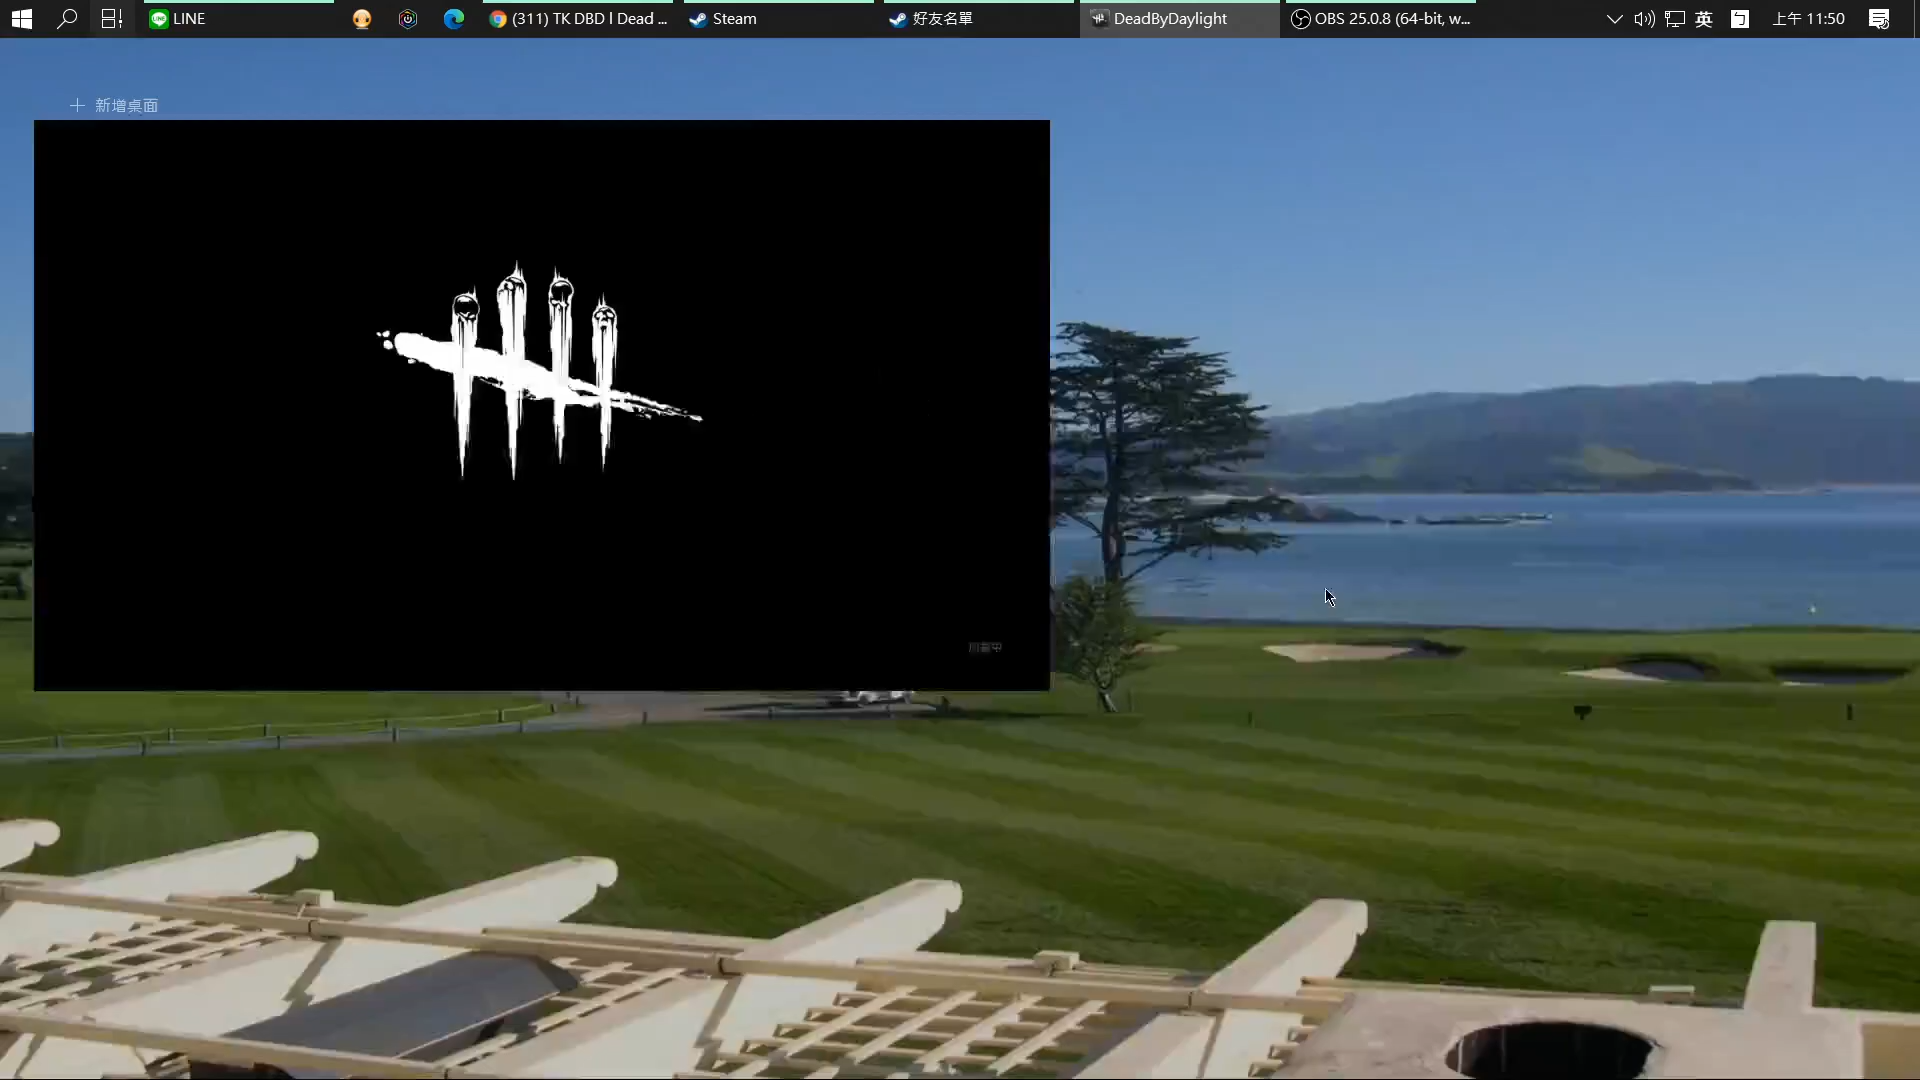 LINE
(311) TK DBD l Dead ...
Steam
好友名單
DeadByDaylight
OBS 25.0.8 (64-bit, w...
英
ㄅ
上午 11:50
新增桌面